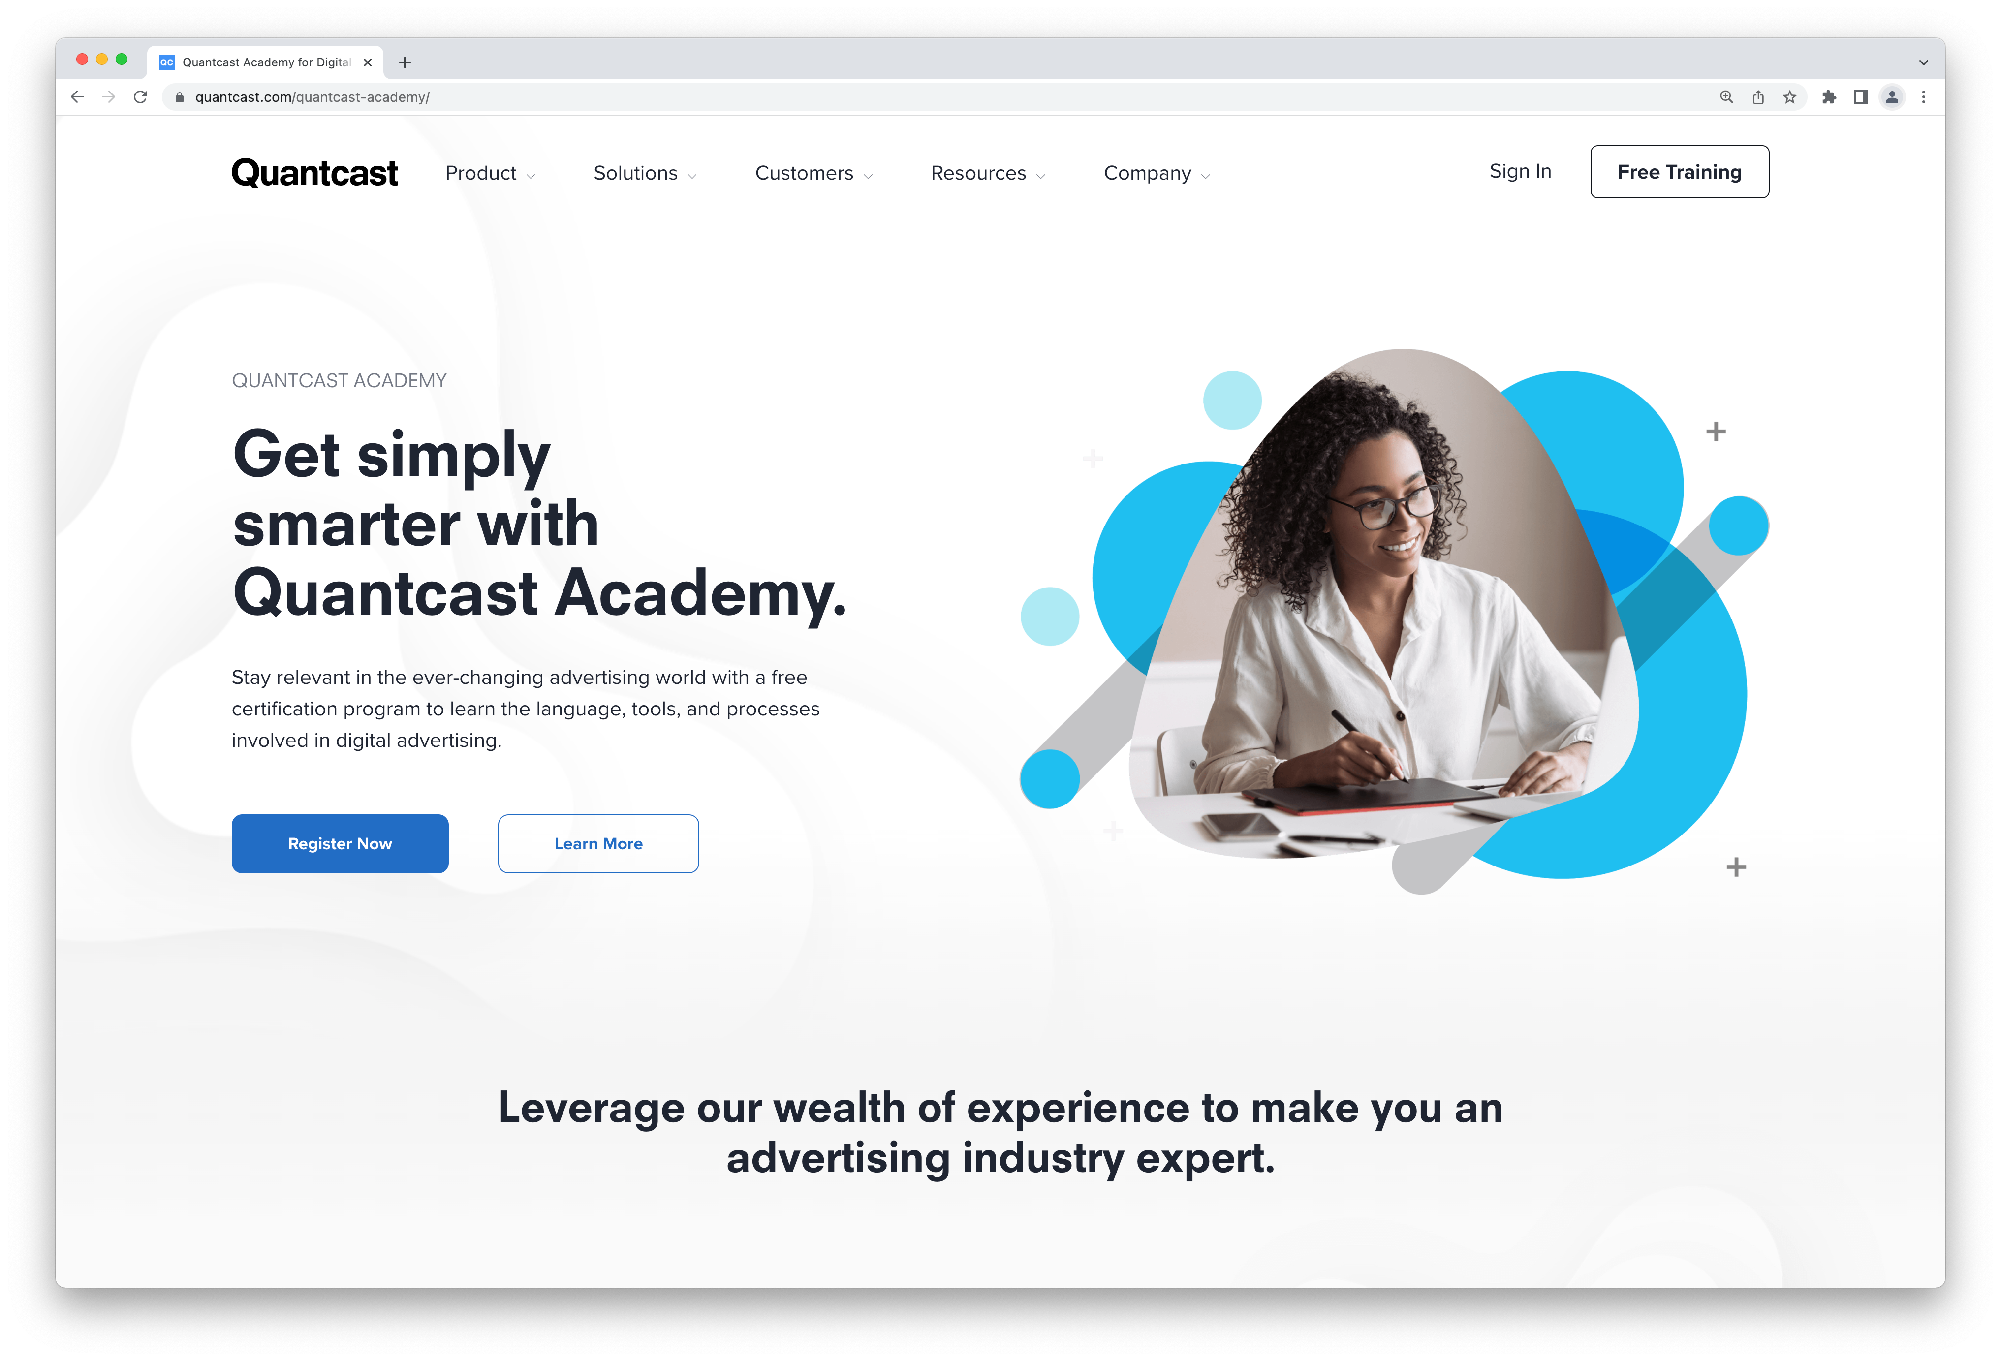 QC Quantcast Academy for Digital
quantcast.com/quantcast-academy/
Quantcast Product Solutions Customers Resources Company Sign In Free Training
QUANTCAST ACADEMY
Get simply
smarter with
Quantcast Academy.
Stay relevant in the ever-changing advertising world with a free
certification program to learn the language, tools, and processes
involved in digital advertising.
Register Now Learn More
Leverage our wealth of experience to make you an
advertising industry expert.